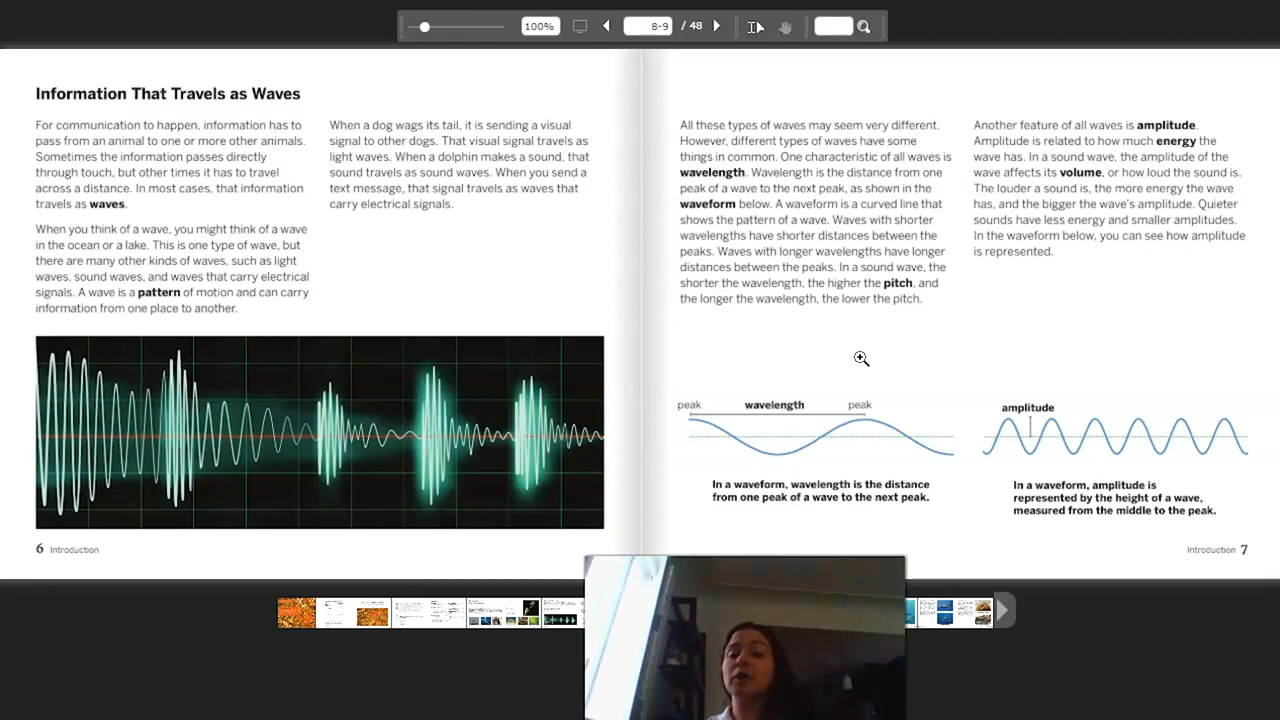 100%
8-9
/ 48
Information That Travels as Waves
For communication to happen, information has to
pass from an animal to one or more other animals.
Sometimes the information passes directly
through touch, but other times it has to travel
across a distance. In most cases, that information
travels as waves.
When you think of a wave, you might think of a wave
in the ocean or a lake. This is one type of wave, but
there are many other kinds of waves, such as light
waves, sound waves, and waves that carry electrical
signals. A wave is a pattern of motion and can carry
information from one place to another.
When a dog wags its tail, it is sending a visual
signal to other dogs. That visual signal travels as
light waves. When a dolphin makes a sound, that
sound travels as sound waves. When you send a
text message, that signal travels as waves that
carry electrical signals.
6 Introduction
All these types of waves may seem very different.
However, different types of waves have some
things in common. One characteristic of all waves is
wavelength. Wavelength is the distance from one
peak of a wave to the next peak, as shown in the
waveform below. A waveform is a curved line that
shows the pattern of a wave. Waves with shorter
wavelengths have shorter distances between the
peaks. Waves with longer wavelengths have longer
distances between the peaks. In a sound wave, the
shorter the wavelength, the higher the pitch, and
the longer the wavelength, the lower the pitch.
Another feature of all waves is amplitude.
Amplitude is related to how much energy the
wave has. In a sound wave, the amplitude of the
wave affects its volume, or how loud the sound is.
The louder a sound is, the more energy the wave
has, and the bigger the wave's amplitude. Quieter
sounds have less energy and smaller amplitudes.
In the waveform below, you can see how amplitude
is represented.
peak wavelength peak
In a waveform, wavelength is the distance
from one peak of a wave to the next peak.
amplitude
In a waveform, amplitude is
represented by the height of a wave,
measured from the middle to the peak.
Introduction 7